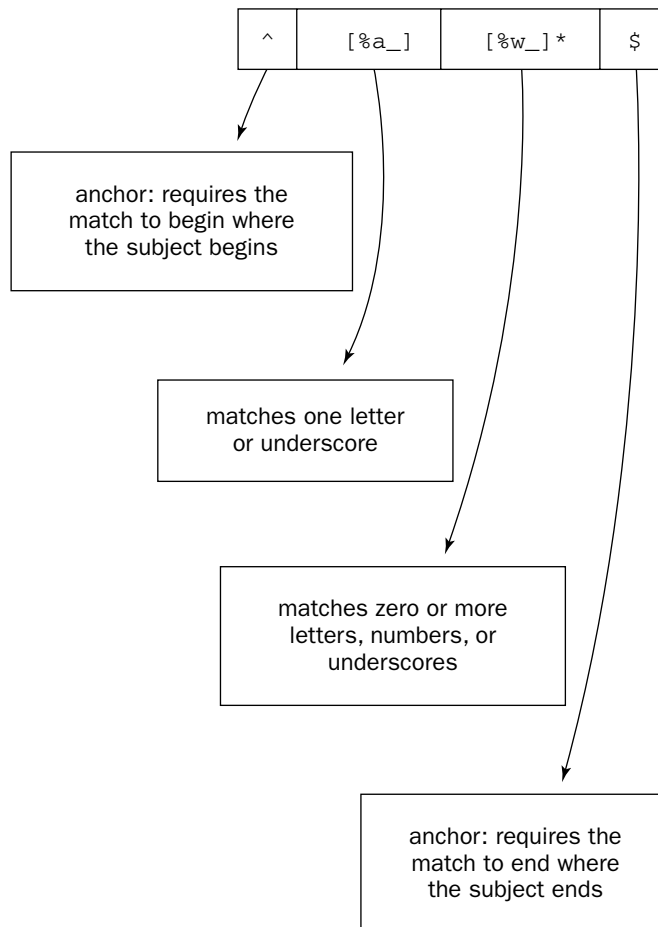 ^ [%a_] [%w_]* $
anchor: requires the
match to begin where
the subject begins
matches one letter
or underscore
matches zero or more
letters, numbers, or
underscores
anchor: requires the
match to end where
the subject ends